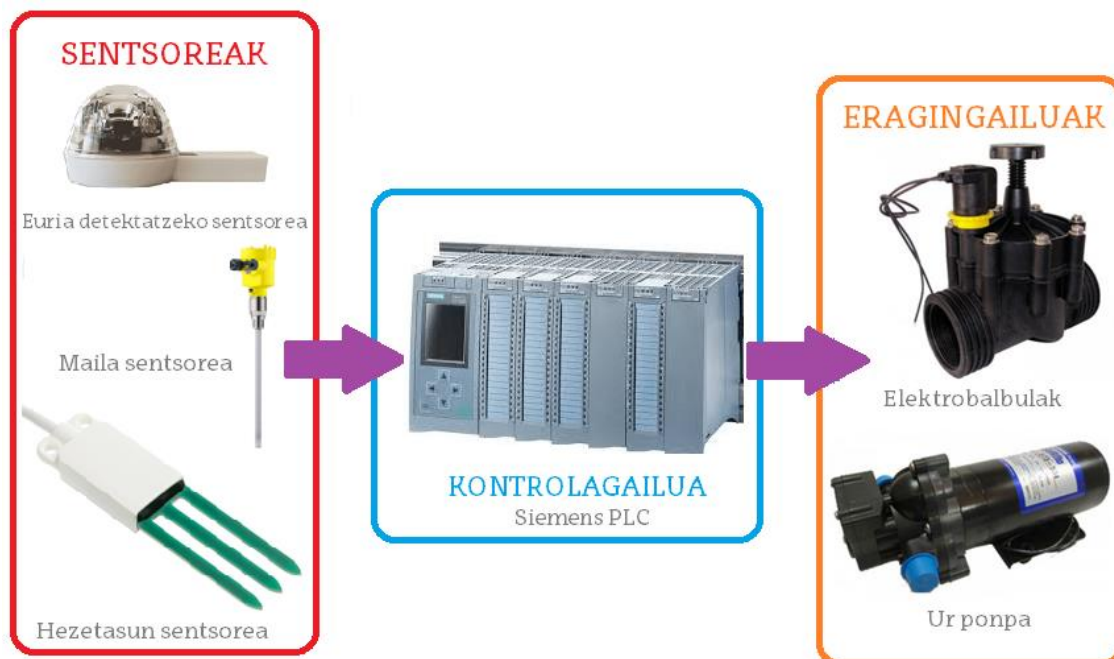 SENTSOREAK
Euria detektatzeko sentsorea
Maila sentsorea
Hezetasun sentsorea
KONTROLAGAILUA
Siemens PLC
ERAGINGAILUAK
Elektrobalbulak
Ur ponpa